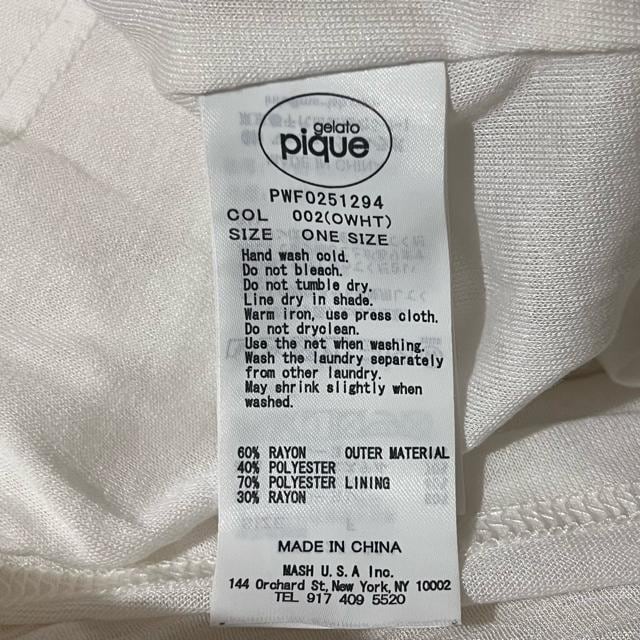 gelato
pique
PWFO251294
COL 002(OWHT)
SIZE ONE SIZE
Hand wash cold.
Do not bleach.
Do not tumble dry.
Line dry in shade.
Warm iron, use press cloth.
Do not dryclean.
Use the net when washing.
Wash the laundry separately
from other laundry.
May shrink slightly when
washed.
60% RAYON OUTER MATERIAL
40% POLYESTER
70% POLYESTER LINING
30% RAYON
MADE IN CHINA
MASH U.S.A Inc.
144 Orchard St, New York, NY 10002
TEL 917 409 5520